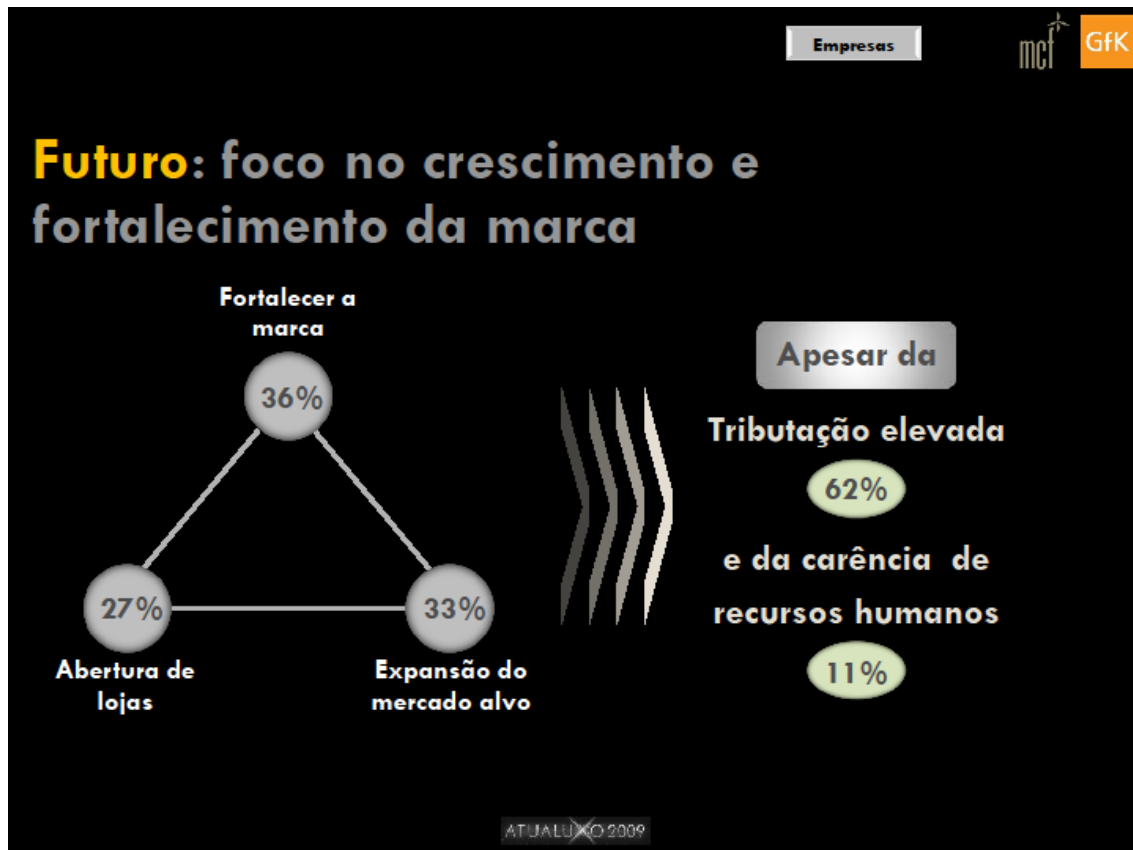 Empresas
mcf
GfK
Futuro: foco no crescimento e
fortalecimento da marca
Fortalecer a
marca
36%
27%
33%
Abertura de
lojas
Expansão do
mercado alvo
Apesar da
Tributação elevada
62%
e da carência de
recursos humanos
11%
ATUALUXO 2009